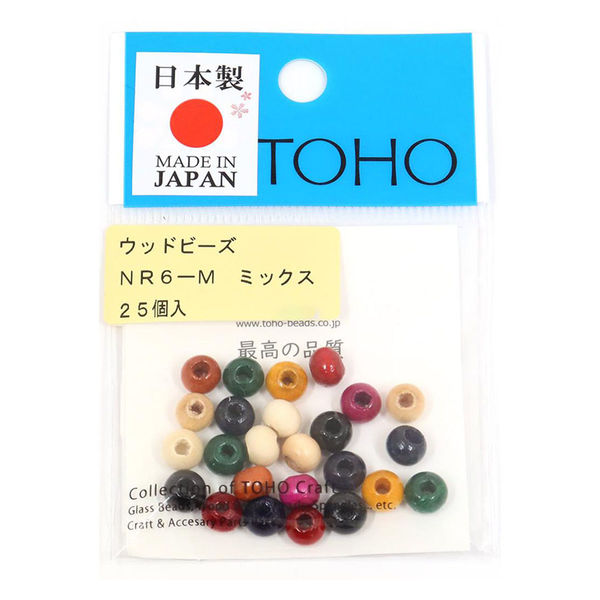 日本製
MADE IN
JAPAN
TOHO
ウッドビーズ
NR6ーM ミックス
25個入
www.toho-beads.co.jp
最高の品質
Collection of TOHO Craft
Glass Beads, Wood etc.
Craft & Accesary Parts